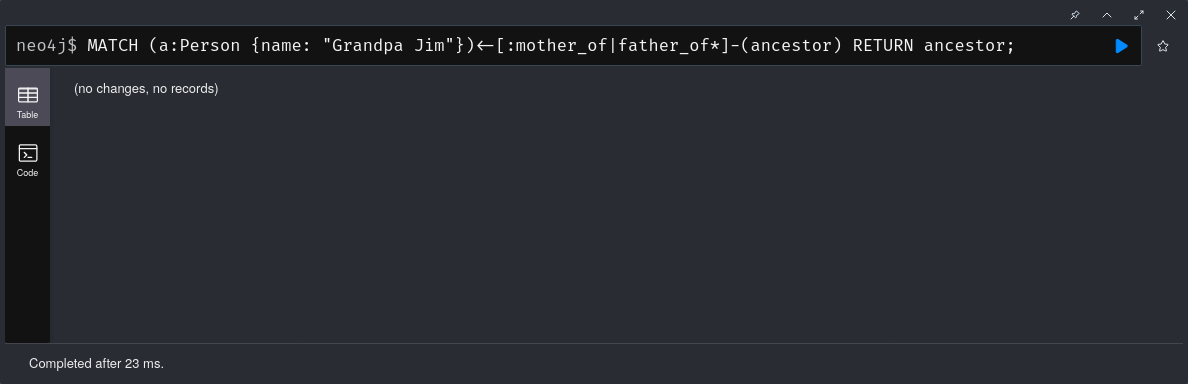 neo4j$ MATCH (a:Person {name: "Grandpa Jim"})<-[:mother_of|father_of*]-(ancestor) RETURN ancestor;
Table
(no changes, no records)
Code
Completed after 23 ms.